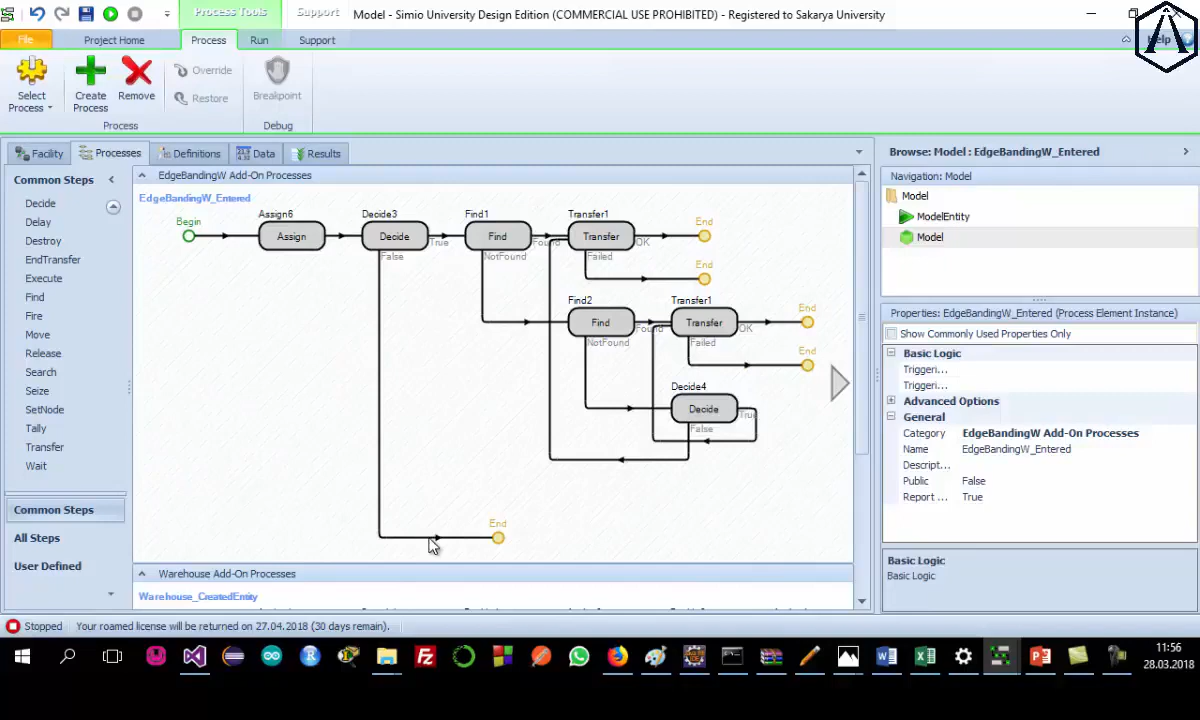 Process Tools
Support
Model - Simio University Design Edition (COMMERCIAL USE PROHIBITED) - Registered to Sakarya University
File
Project Home
Process
Run
Support
Help
Select
Process
Create
Process
Remove
Override
Restore
Breakpoint
Process
Debug
Facility
Processes
Definitions
Data
Results
Browse: Model : EdgeBandingW_Entered
Common Steps
Decide
Delay
Destroy
EndTransfer
Execute
Find
Fire
Move
Release
Search
Seize
SetNode
Tally
Transfer
Wait
Common Steps
All Steps
User Defined
EdgeBandingW Add-On Processes
EdgeBandingW_Entered
Begin
Assign6
Assign
Decide3
Decide
True
False
Find1
Find
Found
NotFound
Transfer1
Transfer
OK
Failed
End
End
Find2
Find
Found
NotFound
Transfer1
Transfer
OK
Failed
End
End
Decide4
Decide
True
False
End
Warehouse Add-On Processes
Warehouse_CreatedEntity
Navigation: Model
Model
ModelEntity
Model
Properties: EdgeBandingW_Entered (Process Element Instance)
Show Commonly Used Properties Only
Basic Logic
Triggeri...
Triggeri...
Advanced Options
General
Category EdgeBandingW Add-On Processes
Name EdgeBandingW_Entered
Descript...
Public False
Report ... True
Basic Logic
Basic Logic
Stopped Your roamed license will be returned on 27.04.2018 (30 days remain).
11:56
28.03.2018